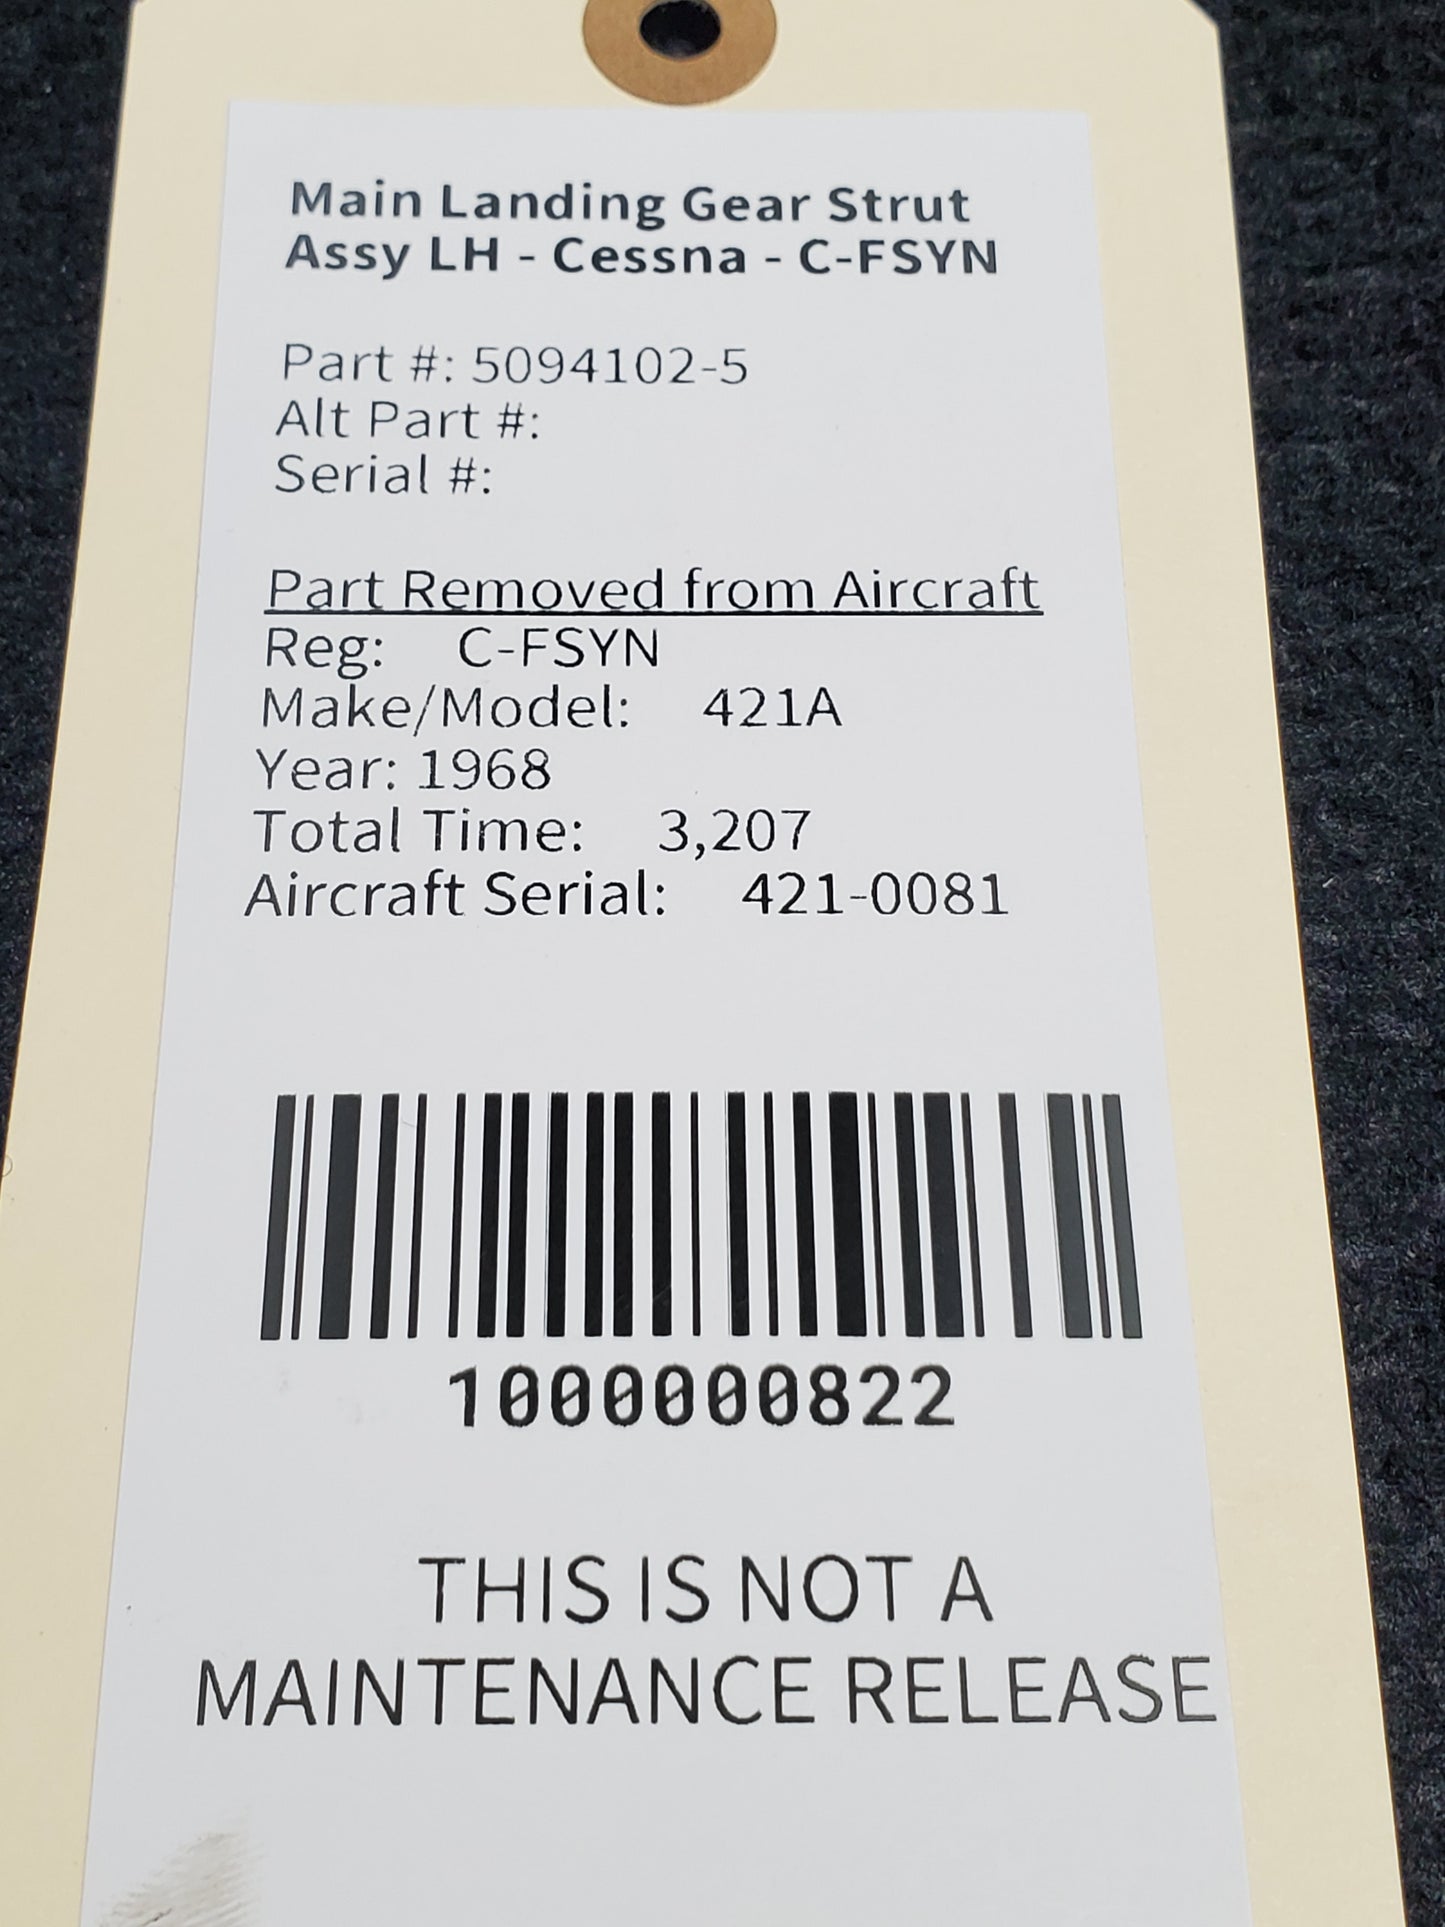 Main Landing Gear Strut
Assy LH - Cessna - C-FSYN
Part #: 5094102-5
Alt Part #:
Serial #:
Part Removed from Aircraft
Reg: C-FSYN
Make/Model: 421A
Year: 1968
Total Time: 3,207
Aircraft Serial: 421-0081
1000000822
THIS IS NOT A
MAINTENANCE RELEASE